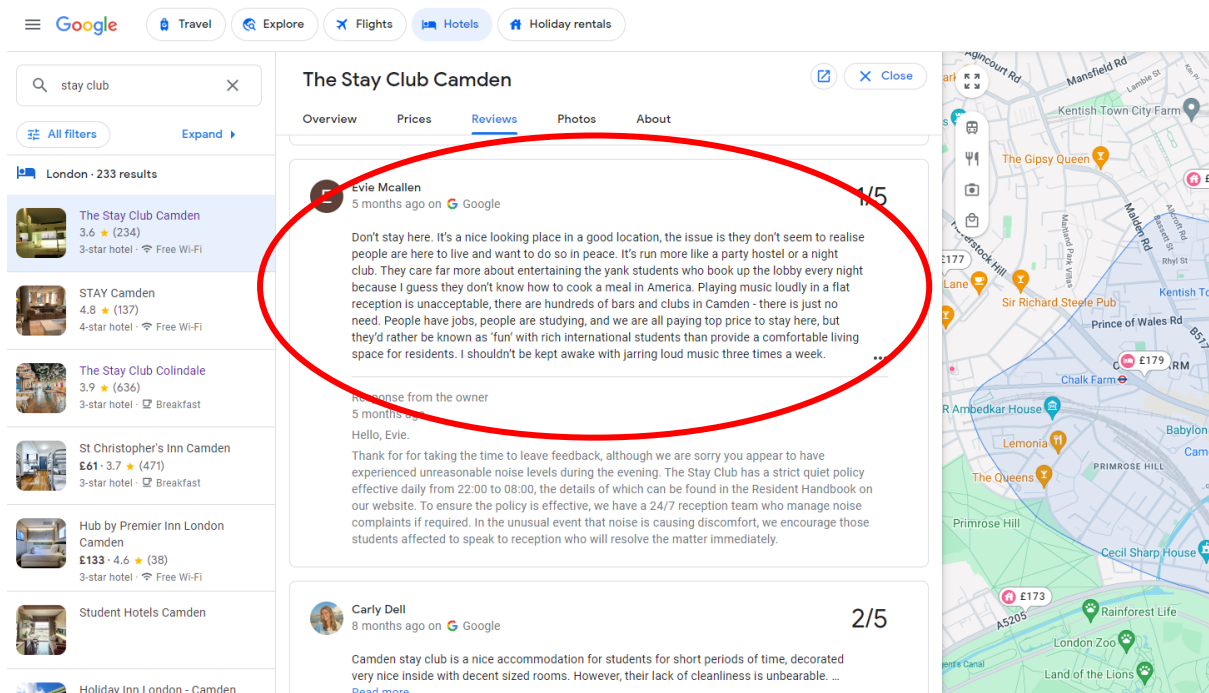 Google
Travel
Explore
Flights
Hotels
Holiday rentals
stay club
All filters
Expand
London · 233 results
The Stay Club Camden
3.6 ★ (234)
3-star hotel · Free Wi-Fi
STAY Camden
4.8 ★ (137)
4-star hotel · Free Wi-Fi
The Stay Club Colindale
3.9 ★ (636)
3-star hotel · Breakfast
St Christopher's Inn Camden
£61 · 3.7 ★ (471)
3-star hotel · Breakfast
Hub by Premier Inn London
Camden
£133 · 4.6 ★ (38)
3-star hotel · Free Wi-Fi
Student Hotels Camden
Holiday Inn London - Camden
The Stay Club Camden
Close
Overview
Prices
Reviews
Photos
About
Evie Mcallen
5 months ago on Google
1/5
Don't stay here. It's a nice looking place in a good location, the issue is they don't seem to realise
people are here to live and want to do so in peace. It's run more like a party hostel or a night
club. They care far more about entertaining the yank students who book up the lobby every night
because I guess they don't know how to cook a meal in America. Playing music loudly in a flat
reception is unacceptable, there are hundreds of bars and clubs in Camden - there is just no
need. People have jobs, people are studying, and we are all paying top price to stay here, but
they'd rather be known as 'fun' with rich international students than provide a comfortable living
space for residents. I shouldn't be kept awake with jarring loud music three times a week.
Response from the owner
5 months ago
Hello, Evie.
Thank for for taking the time to leave feedback, although we are sorry you appear to have
experienced unreasonable noise levels during the evening. The Stay Club has a strict quiet policy
effective daily from 22:00 to 08:00, the details of which can be found in the Resident Handbook on
our website. To ensure the policy is effective, we have a 24/7 reception team who manage noise
complaints if required. In the unusual event that noise is causing discomfort, we encourage those
students affected to speak to reception who will resolve the matter immediately.
Carly Dell
8 months ago on Google
2/5
Camden stay club is a nice accommodation for students for short periods of time, decorated
very nice inside with decent sized rooms. However, their lack of cleanliness is unbearable. ...
Read more
Agincourt Rd
Mansfield Rd
Lamble St
Kentish Town City Farm
The Gipsy Queen
Malden Rd
Allcroft Rd
Bassett St
Rhyl St
Maitland Park Villas
Haverstock Hill
£177
Lane
Sir Richard Steele Pub
Kentish To
Prince of Wales Rd
B517
£179
RM
Chalk Farm
R Ambedkar House
Babylon
Cam
Lemonia
PRIMROSE HILL
The Queens
Primrose Hill
Cecil Sharp House
£173
A5205
Rainforest Life
London Zoo
Land of the Lions
ent's Canal